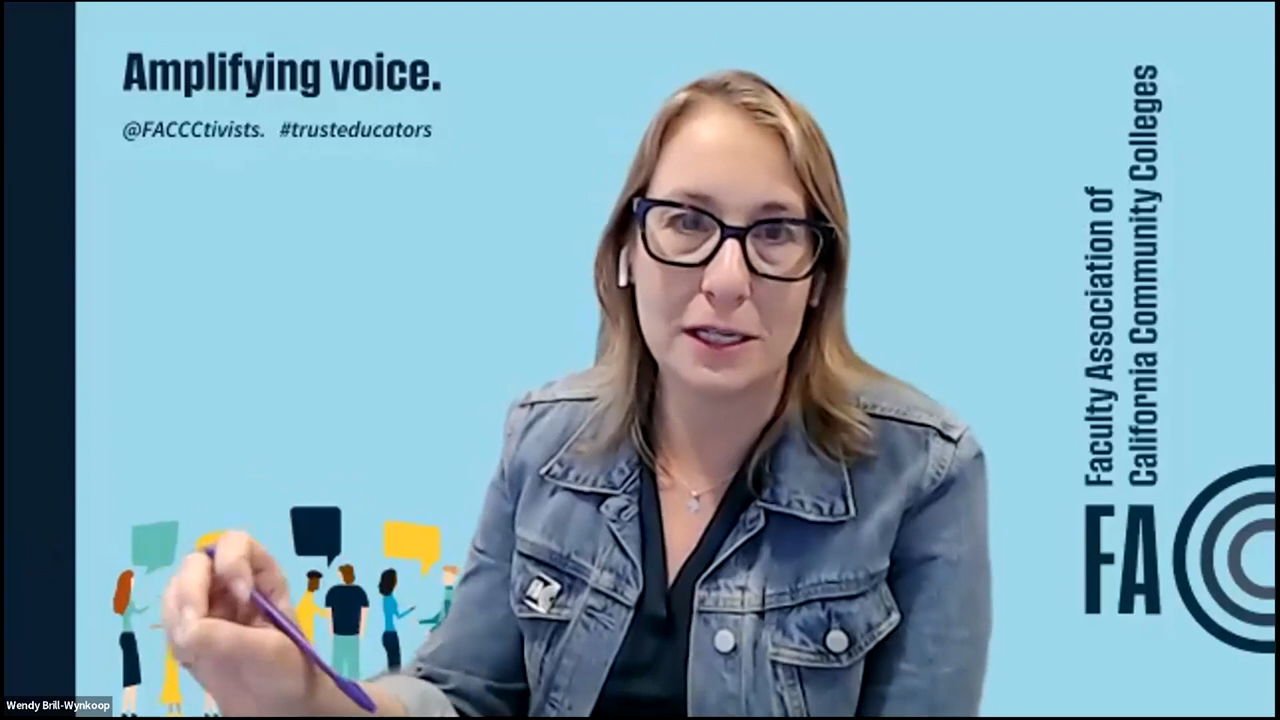 Amplifying voice.
@FACCCtivists. #trusteducators
Faculty Association of
California Community Colleges
FA
Wendy Brill-Wynkoop